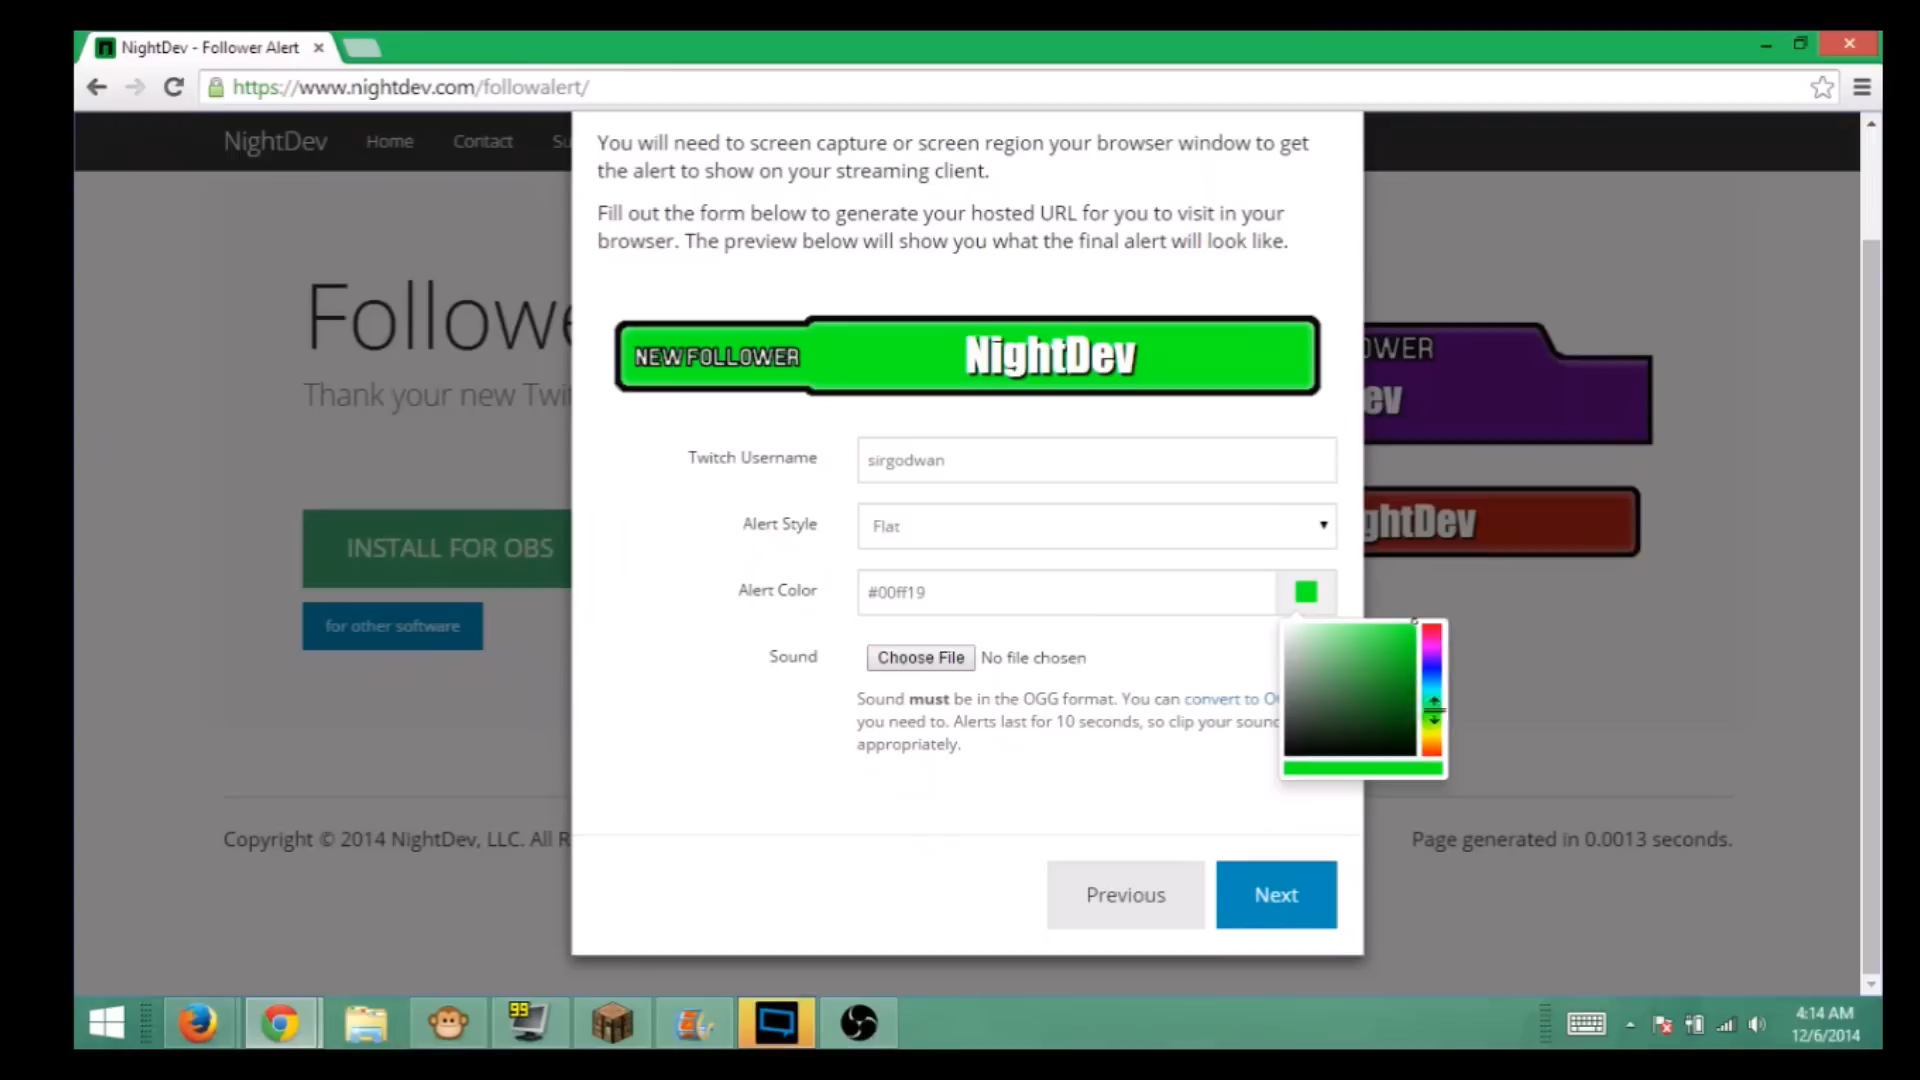 NightDev - Follower Alert
https://www.nightdev.com/followalert/
NightDev Home Contact Su
You will need to screen capture or screen region your browser window to get
the alert to show on your streaming client.
Fill out the form below to generate your hosted URL for you to visit in your
browser. The preview below will show you what the final alert will look like.
Followe
Thank your new Twi
INSTALL FOR OBS
for other software
NEW FOLLOWER NightDev
OWER
ev
ghtDev
Twitch Username sirgodwan
Alert Style Flat
Alert Color #00ff19
Sound Choose File No file chosen
Sound must be in the OGG format. You can convert to O
you need to. Alerts last for 10 seconds, so clip your sound
appropriately.
Copyright © 2014 NightDev, LLC. All R
Page generated in 0.0013 seconds.
Previous Next
99
4:14 AM
12/6/2014